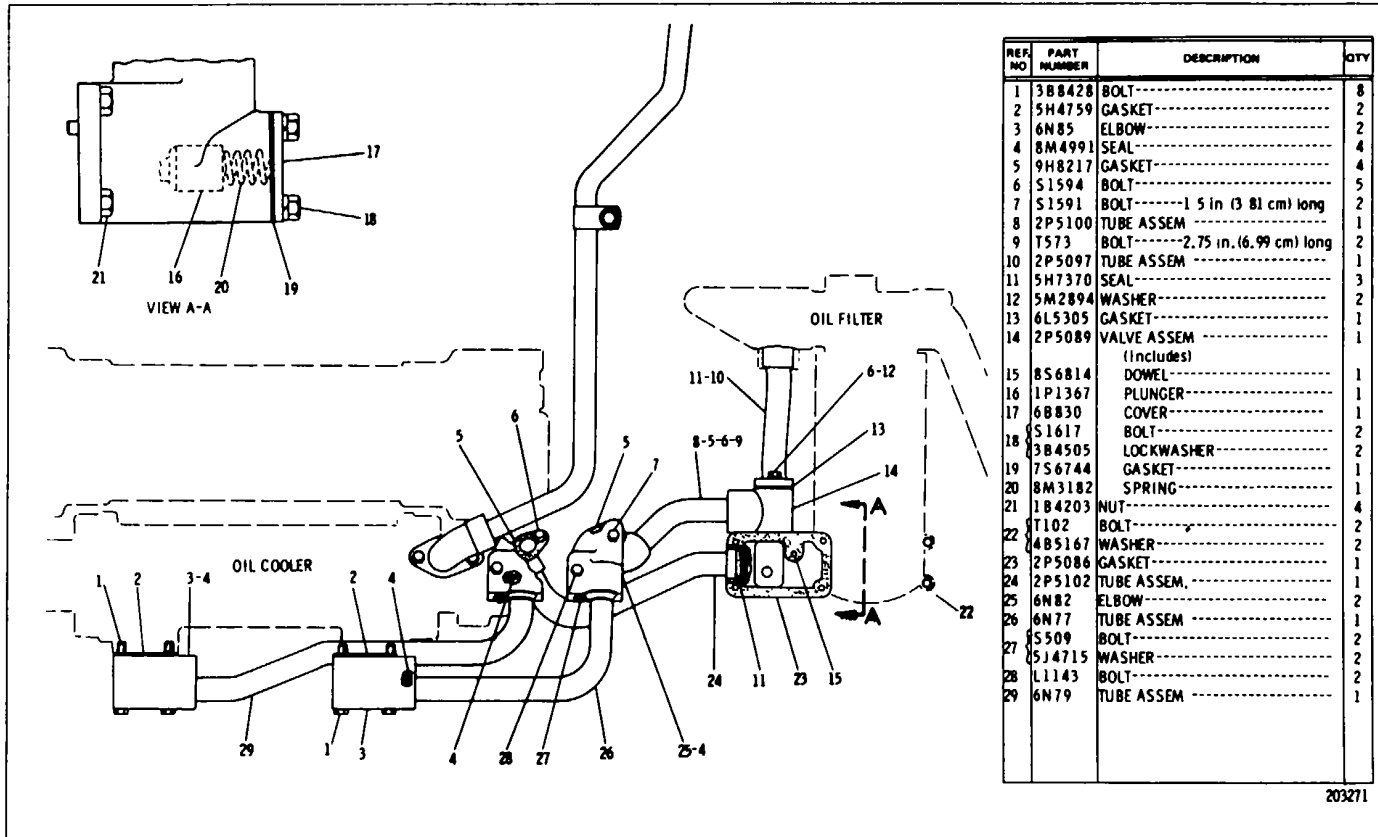 17
18
21
16
20
19
VIEW A-A
OIL FILTER
11-10
6-12
8-5-6-9
13
14
5
6
5
7
A
A
OIL COOLER
1
2
3-4
2
4
22
29
1
3
4
28
27
26
25-4
24
11
23
15
REF. NO PART NUMBER DESCRIPTION QTY
1 3B8428 BOLT 8
2 5H4759 GASKET 2
3 6N85 ELBOW 2
4 8M4991 SEAL 4
5 9H8217 GASKET 4
6 S1594 BOLT 5
7 S1591 BOLT 1 5 in (3 81 cm) long 2
8 2P5100 TUBE ASSEM 1
9 T573 BOLT 2.75 in. (6.99 cm) long 2
10 2P5097 TUBE ASSEM 1
11 5H7370 SEAL 3
12 5M2894 WASHER 2
13 6L5305 GASKET 1
14 2P5089 VALVE ASSEM 1
(Includes)
15 8S6814 DOWEL 1
16 1P1367 PLUNGER 1
17 6B830 COVER 1
18 S1617 BOLT 2
3B4505 LOCKWASHER 2
19 7S6744 GASKET 1
20 8M3182 SPRING 1
21 1B4203 NUT 4
22 T102 BOLT 2
4B5167 WASHER 2
23 2P5086 GASKET 1
24 2P5102 TUBE ASSEM. 1
25 6N82 ELBOW 2
26 6N77 TUBE ASSEM 1
27 S509 BOLT 2
5J4715 WASHER 2
28 L1143 BOLT 2
29 6N79 TUBE ASSEM 1
203271